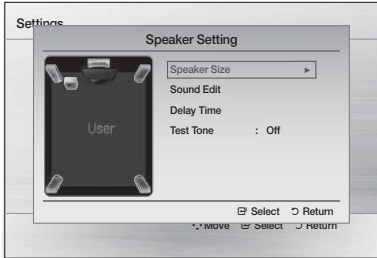 Settings
Speaker Setting
User
Speaker Size ►
Sound Edit
Delay Time
Test Tone : Off
Select Return
Move Select Return